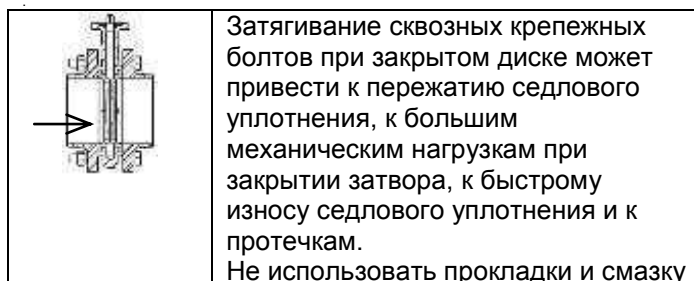 Затягивание сквозных крепежных
болтов при закрытом диске может
привести к пережатию седлового
уплотнения, к большим
механическим нагрузкам при
закрытии затвора, к быстрому
износу седлового уплотнения и к
протечкам.
Не использовать прокладки и смазку